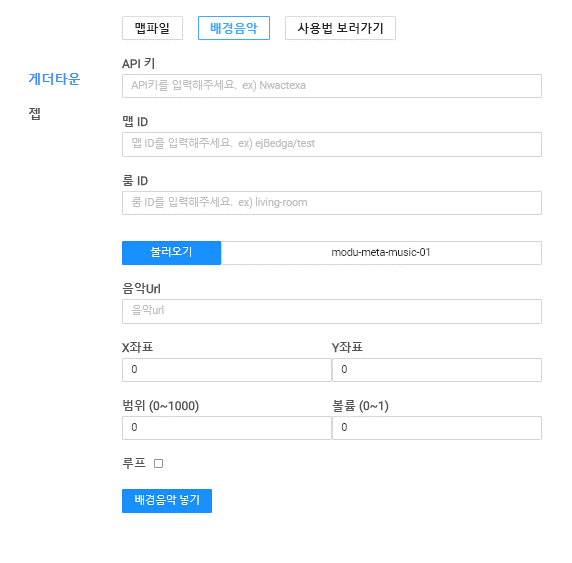 맵파일 배경음악 사용법 보러가기
게더타운
젭
API 키
API키를 입력해주세요. ex) Nwactexa
맵 ID
맵 ID를 입력해주세요. ex) ejBedga/test
룸 ID
룸 ID를 입력해주세요. ex) living-room
불러오기 modu-meta-music-01
음악Url
음악url
X좌표 Y좌표
0 0
범위 (0~1000) 볼륨 (0~1)
0 0
루프
배경음악 넣기